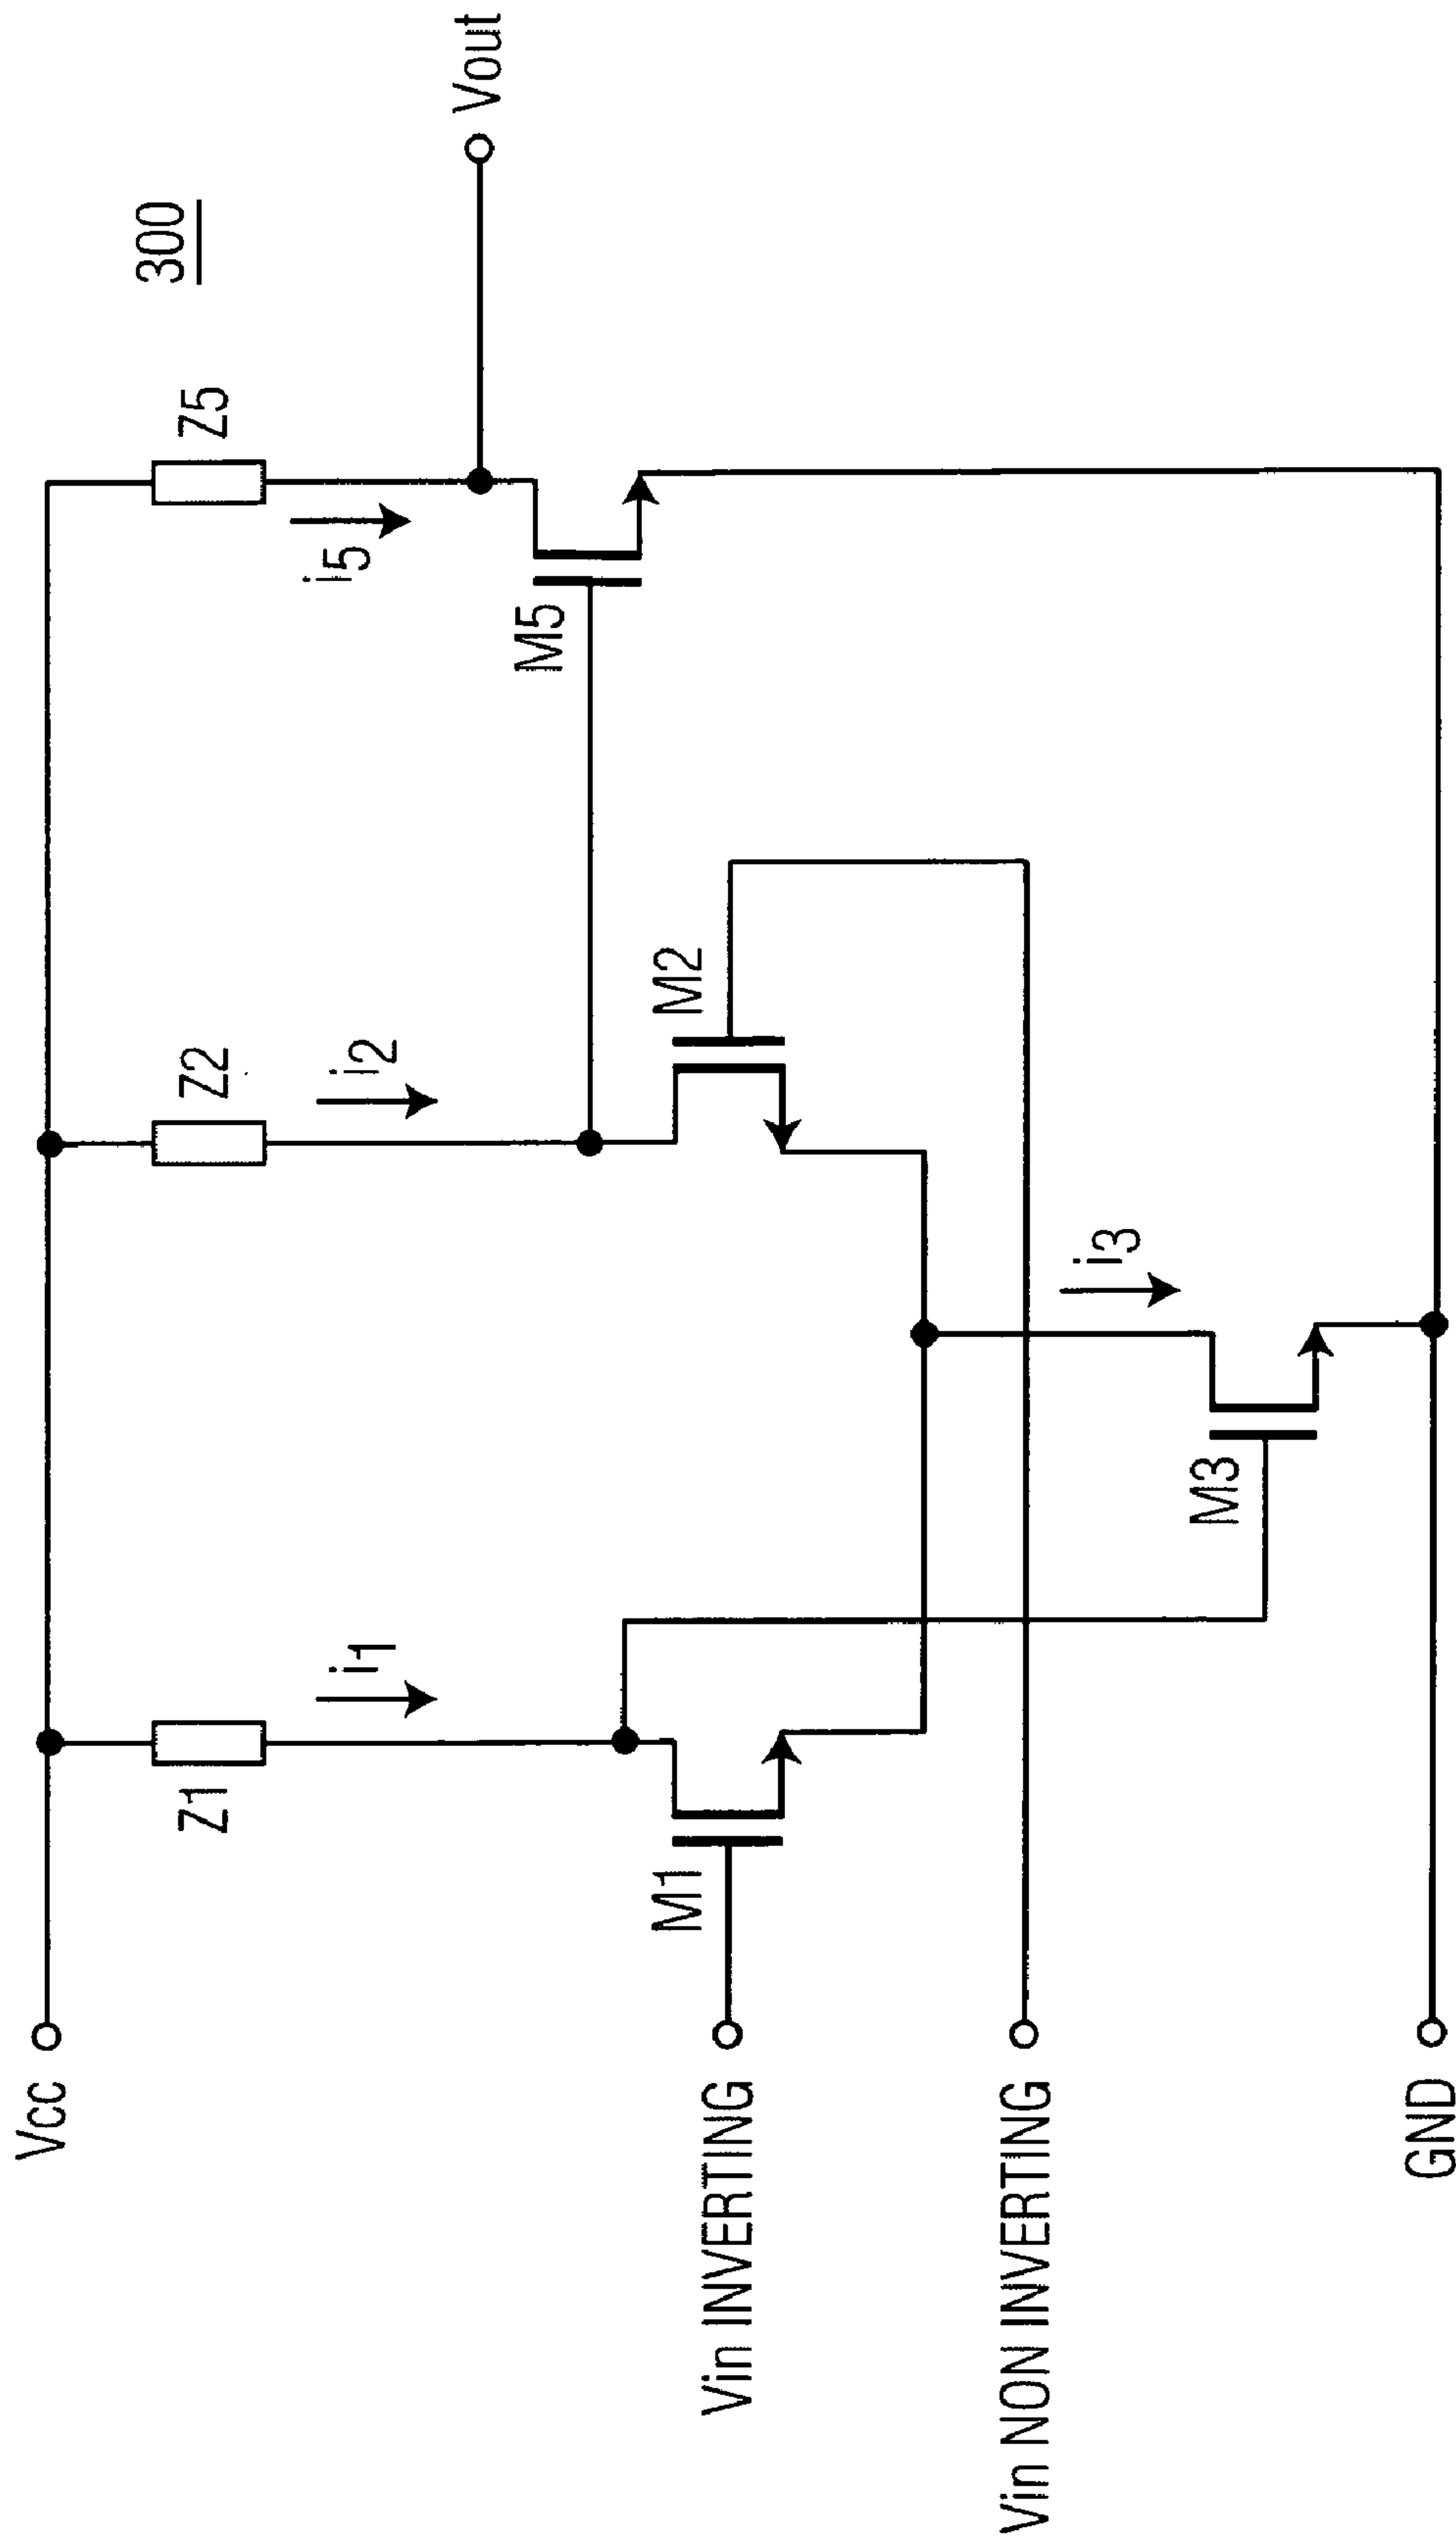 300
Vcc
Vout
Z1
Z2
Z5
i1
i2
i5
M1
M2
M5
Vin INVERTING
i3
Vin NON INVERTING
M3
GND